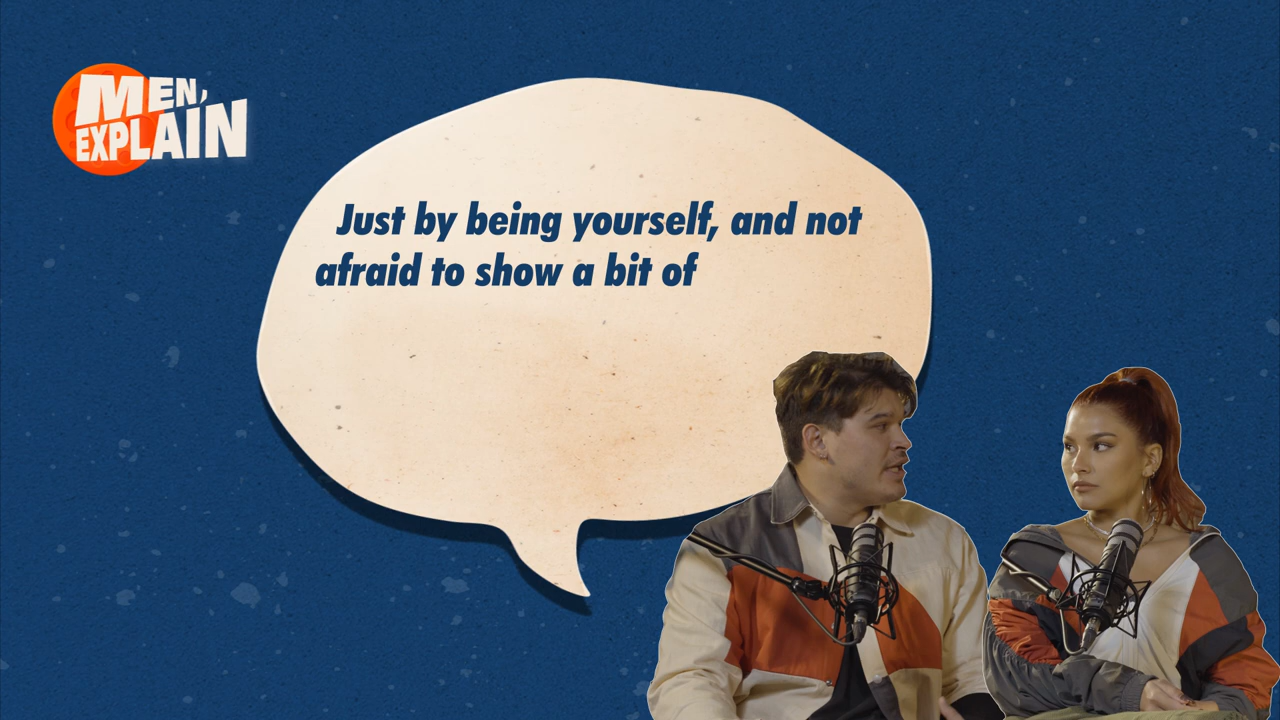 MEN,
EXPLAIN
Just by being yourself, and not
afraid to show a bit of